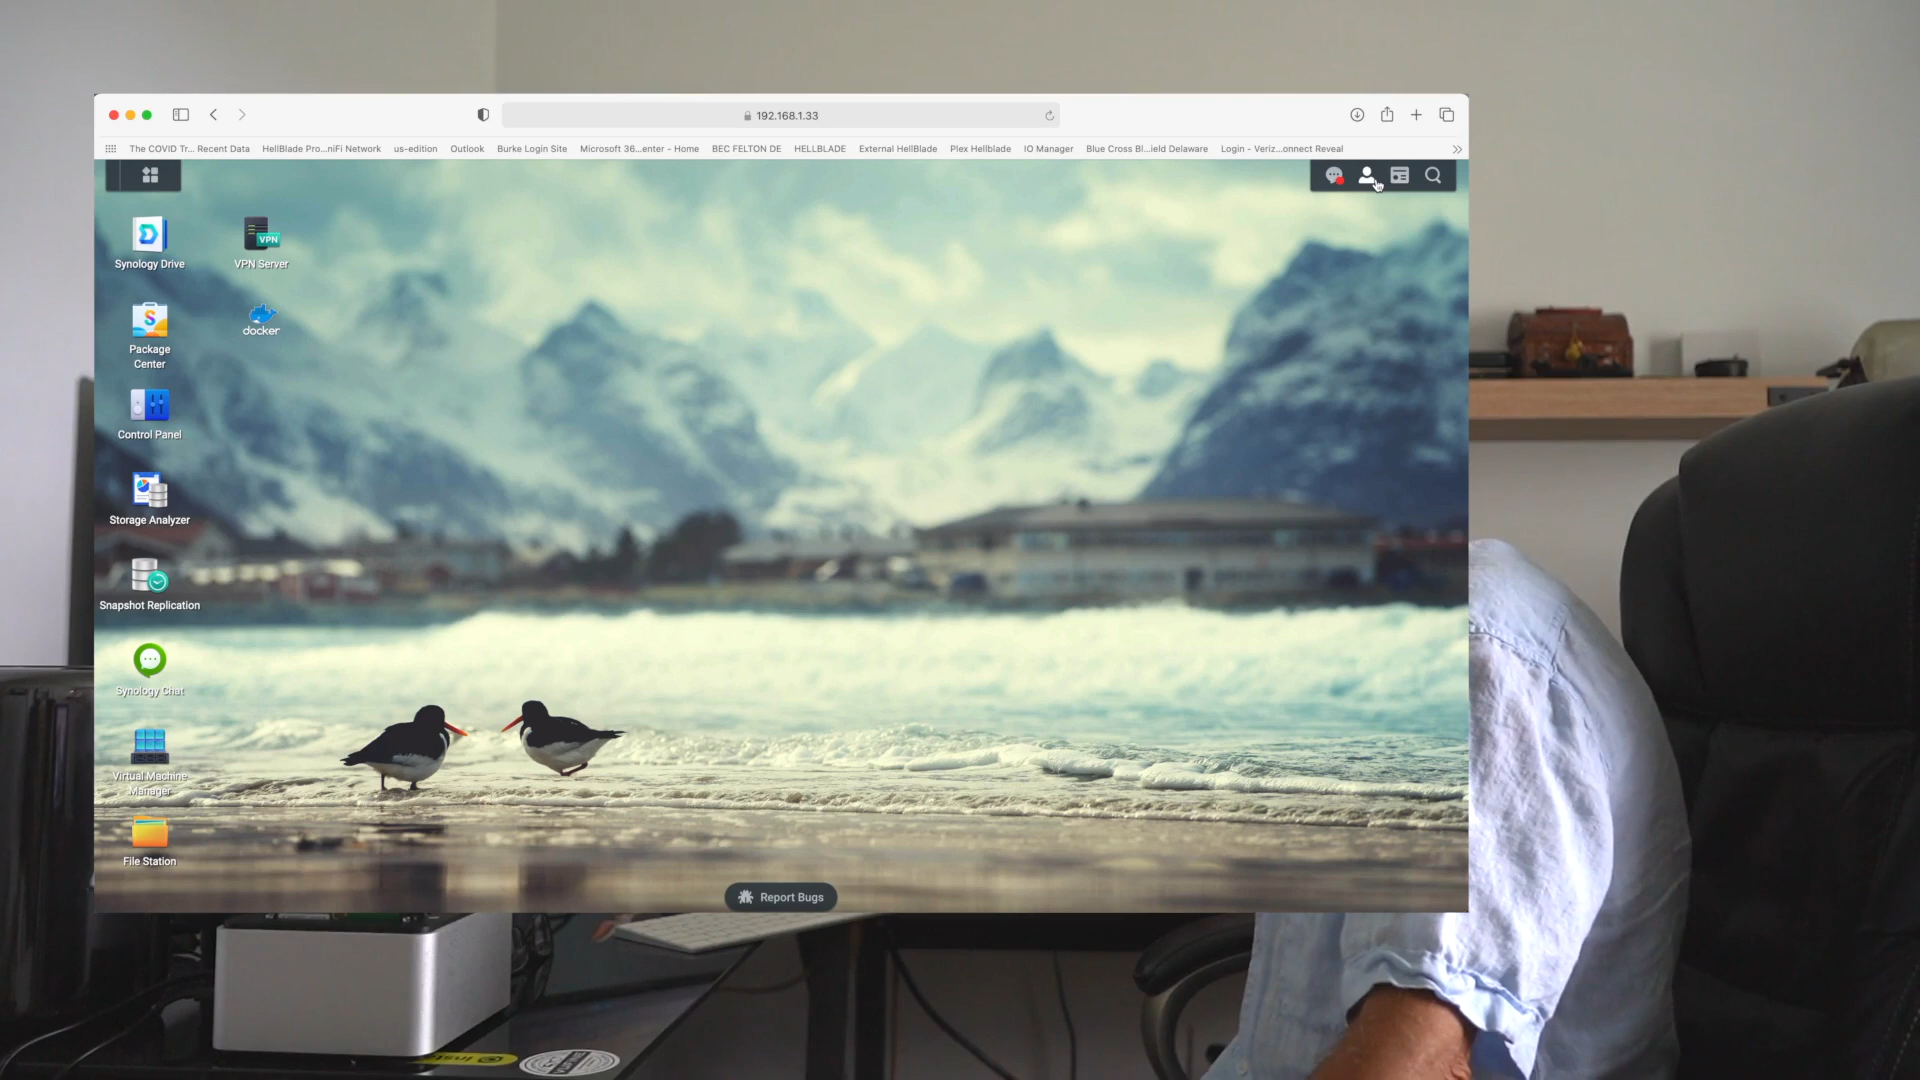 192.168.1.33
The COVID Tr... Recent Data HellBlade Pro...niFi Network us-edition Outlook Burke Login Site Microsoft 36...enter - Home BEC FELTON DE HELLBLADE External HellBlade Plex Hellblade IO Manager Blue Cross Bl...ield Delaware Login - Veriz...onnect Reveal
Synology Drive
VPN
VPN Server
Package
Center
docker
Control Panel
Storage Analyzer
Snapshot Replication
Synology Chat
Virtual Machine
Manager
File Station
Report Bugs